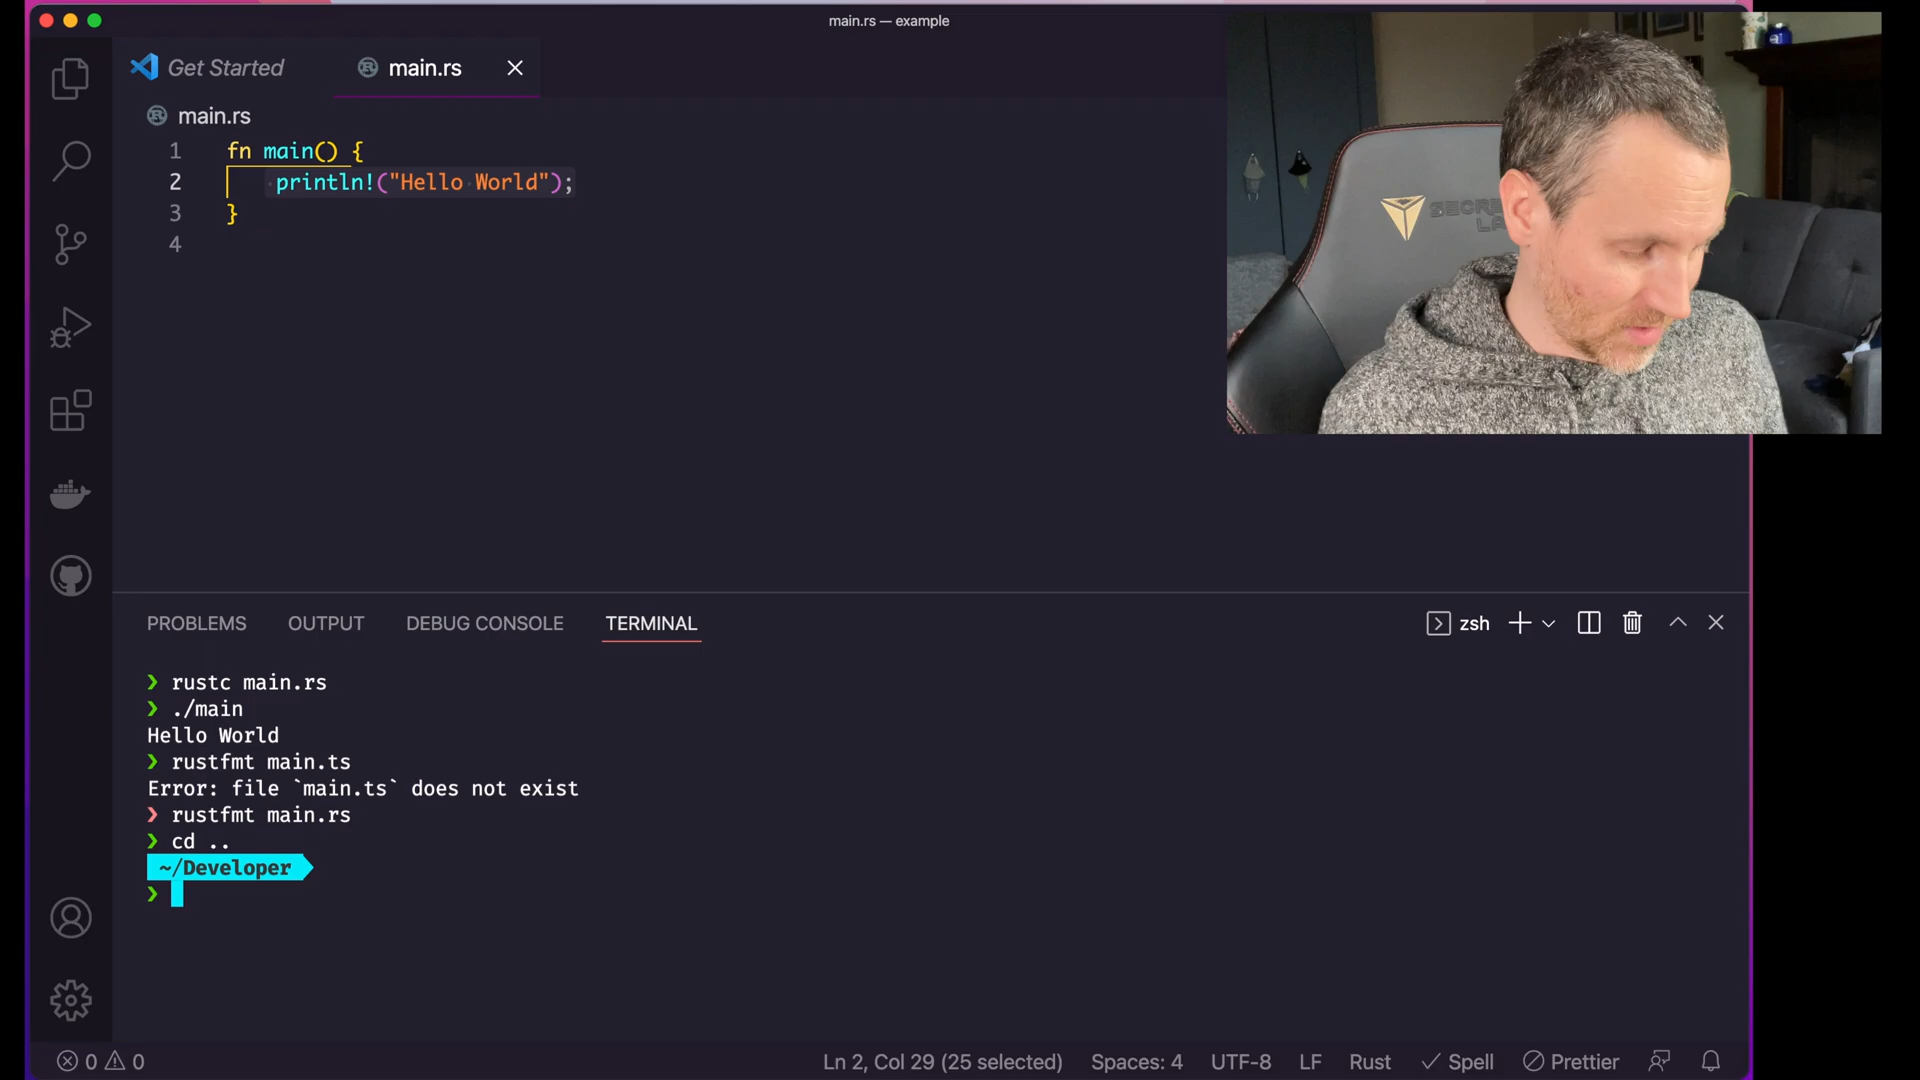 main.rs — example
Get Started
main.rs
main.rs
1 fn main() {
2 println!("Hello World");
3 }
4
SECRE
LA
PROBLEMS OUTPUT DEBUG CONSOLE TERMINAL
zsh
❯ rustc main.rs
❯ ./main
Hello World
❯ rustfmt main.ts
Error: file `main.ts` does not exist
❯ rustfmt main.rs
❯ cd ..
~/Developer
❯
0 0 Ln 2, Col 29 (25 selected) Spaces: 4 UTF-8 LF Rust Spell Prettier